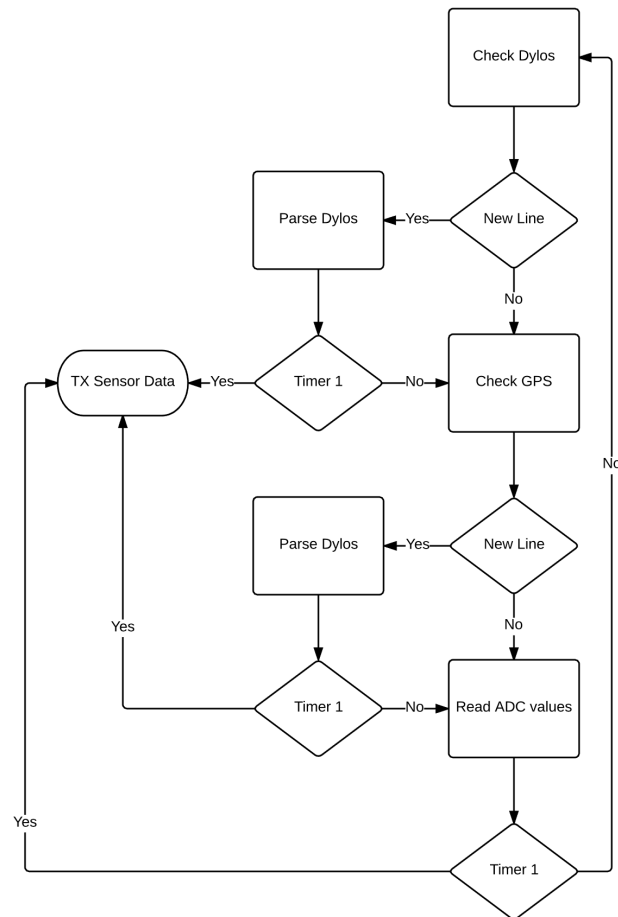 Check Dylos
Parse Dylos
Yes
New Line
No
TX Sensor Data
Yes
Timer 1
No
Check GPS
No
Parse Dylos
Yes
New Line
Yes
No
Timer 1
No
Read ADC values
Yes
Timer 1